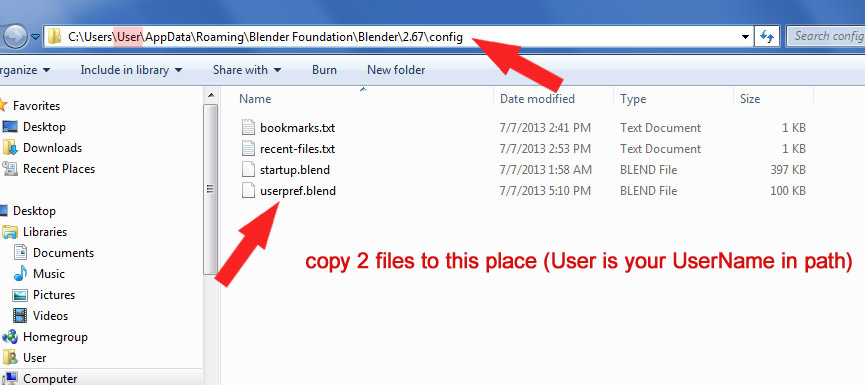 C:\Users\User\AppData\Roaming\Blender Foundation\Blender\2.67\config
Search config
rganize Include in library Share with Burn New folder
Favorites
Desktop
Downloads
Recent Places
Desktop
Libraries
Documents
Music
Pictures
Videos
Homegroup
User
Computer
Name Date modified Type Size
bookmarks.txt 7/7/2013 2:41 PM Text Document 1 KB
recent-files.txt 7/7/2013 2:53 PM Text Document 1 KB
startup.blend 7/7/2013 1:58 AM BLEND File 397 KB
userpref.blend 7/7/2013 5:10 PM BLEND File 100 KB
copy 2 files to this place (User is your UserName in path)